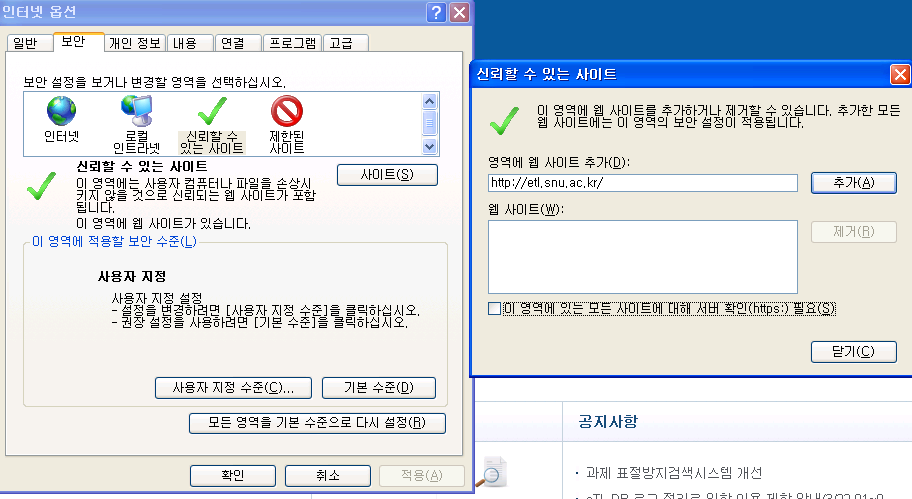 인터넷 옵션
일반 보안 개인 정보 내용 연결 프로그램 고급
보안 설정을 보거나 변경할 영역을 선택하십시오.
인터넷
로컬
인트라넷
신뢰할 수
있는 사이트
제한된
사이트
신뢰할 수 있는 사이트
이 영역에는 사용자 컴퓨터나 파일을 손상시
키지 않을 것으로 신뢰되는 웹 사이트가 포함
됩니다.
이 영역에 웹 사이트가 있습니다.
사이트(S)
이 영역에 적용할 보안 수준(L)
사용자 지정
사용자 지정 설정
- 설정을 변경하려면 [사용자 지정 수준]을 클릭하십시오.
- 권장 설정을 사용하려면 [기본 수준]을 클릭하십시오.
사용자 지정 수준(C)... 기본 수준(D)
모든 영역을 기본 수준으로 다시 설정(R)
확인 취소 적용(A)
신뢰할 수 있는 사이트
이 영역에 웹 사이트를 추가하거나 제거할 수 있습니다. 추가한 모든
웹 사이트에는 이 영역의 보안 설정이 적용됩니다.
영역에 웹 사이트 추가(D):
http://etl.snu.ac.kr/ 추가(A)
웹 사이트(W):
제거(R)
이 영역에 있는 모든 사이트에 대해 서버 확인(https:) 필요(S)
닫기(C)
공지사항
· 과제 표절방지검색시스템 개선